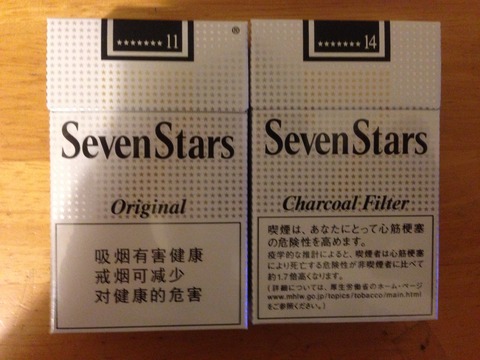 ******* 11
®
SevenStars
Original
吸烟有害健康
戒烟可减少
对健康的危害
******* 14
SevenStars
Charcoal Filter
喫煙は、あなたにとって心筋梗塞
の危険性を高めます。
疫学的な推計によると、喫煙者は心筋梗塞
により死亡する危険性が非喫煙者に比べて
約1.7倍高くなります。
(詳細については、厚生労働省のホーム・ページ
www.mhlw.go.jp/topics/tobacco/main.html
をご参照ください。)